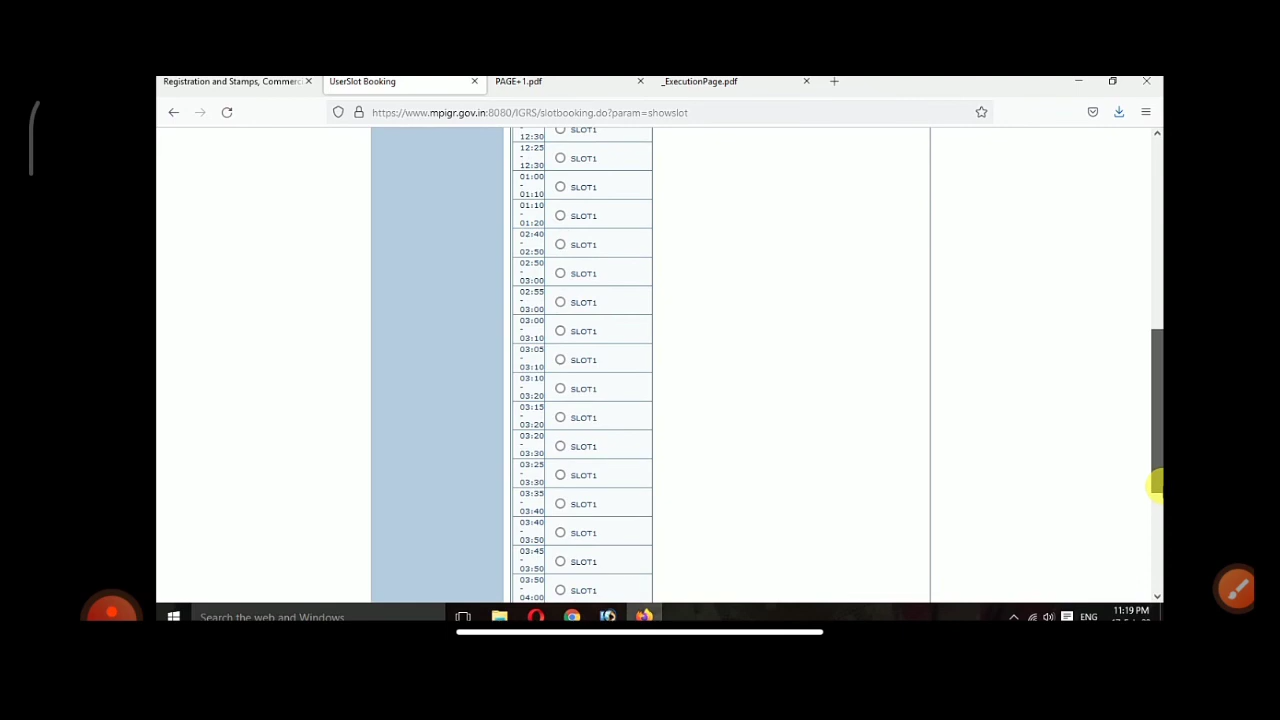 Registration and Stamps, Commerc
UserSlot Booking
PAGE+1.pdf
_ExecutionPage.pdf
https://www.mpigr.gov.in:8080/IGRS/slotbooking.do?param=showslot
12:30
SLOT1
12:25
-
12:30
SLOT1
01:00
-
01:10
SLOT1
01:10
-
01:20
SLOT1
02:40
-
02:50
SLOT1
02:50
-
03:00
SLOT1
02:55
-
03:00
SLOT1
03:00
-
03:10
SLOT1
03:05
-
03:10
SLOT1
03:10
-
03:20
SLOT1
03:15
-
03:20
SLOT1
03:20
-
03:30
SLOT1
03:25
-
03:30
SLOT1
03:35
-
03:40
SLOT1
03:40
-
03:50
SLOT1
03:45
-
03:50
SLOT1
03:50
-
04:00
SLOT1
Search the web and Windows
ENG
11:19 PM